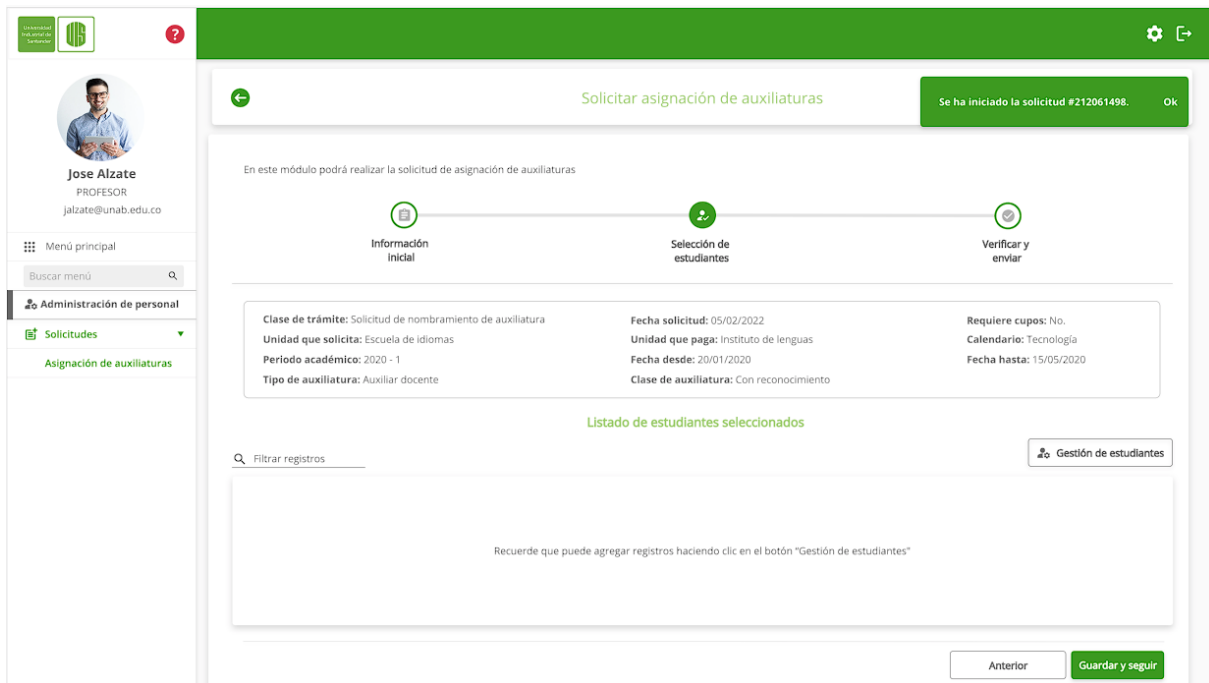 Universidad
Industrial de
Santander
UIS
?
Jose Alzate
PROFESOR
jalzate@unab.edu.co
Menú principal
Buscar menú
Administración de personal
Solicitudes
Asignación de auxiliaturas
Solicitar asignación de auxiliaturas
Se ha iniciado la solicitud #212061498. Ok
En este módulo podrá realizar la solicitud de asignación de auxiliaturas
Información
inicial
Selección de
estudiantes
Verificar y
enviar
Clase de trámite: Solicitud de nombramiento de auxiliatura
Fecha solicitud: 05/02/2022
Requiere cupos: No.
Unidad que solicita: Escuela de idiomas
Unidad que paga: Instituto de lenguas
Calendario: Tecnología
Periodo académico: 2020 - 1
Fecha desde: 20/01/2020
Fecha hasta: 15/05/2020
Tipo de auxiliatura: Auxiliar docente
Clase de auxiliatura: Con reconocimiento
Listado de estudiantes seleccionados
Filtrar registros
Gestión de estudiantes
Recuerde que puede agregar registros haciendo clic en el botón "Gestión de estudiantes"
Anterior
Guardar y seguir